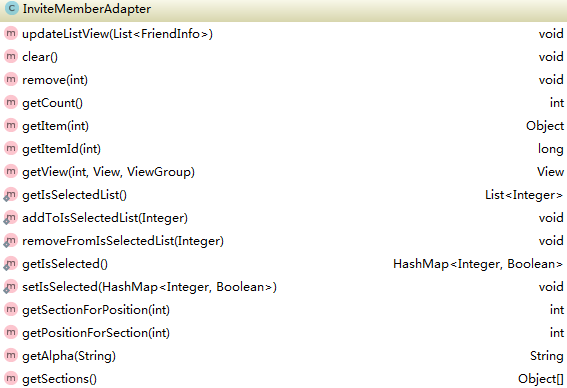 C InviteMemberAdapter
m updateListView(List<FriendInfo>) void
m clear() void
m remove(int) void
m getCount() int
m getItem(int) Object
m getItemId(int) long
m getView(int, View, ViewGroup) View
m getIsSelectedList() List<Integer>
m addToIsSelectedList(Integer) void
m removeFromIsSelectedList(Integer) void
m getIsSelected() HashMap<Integer, Boolean>
m setIsSelected(HashMap<Integer, Boolean>) void
m getSectionForPosition(int) int
m getPositionForSection(int) int
m getAlpha(String) String
m getSections() Object[]